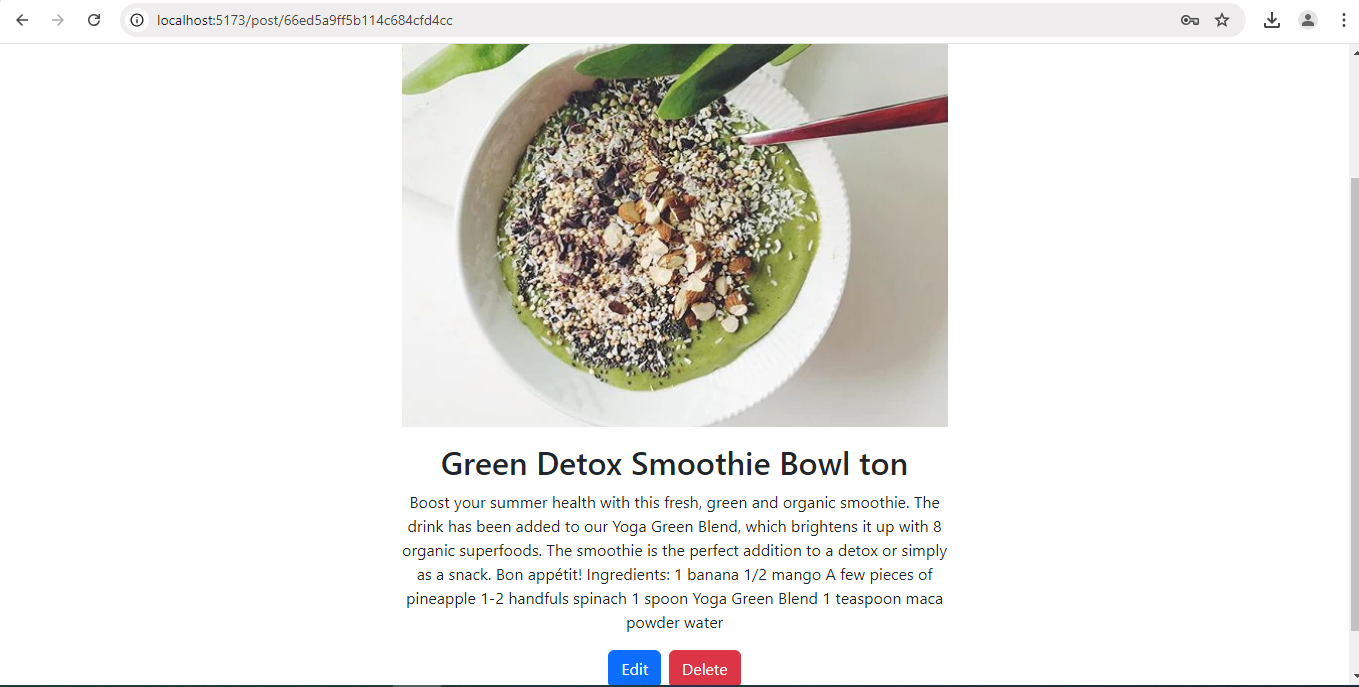 localhost:5173/post/66ed5a9ff5b114c684cfd4cc
Green Detox Smoothie Bowl ton
Boost your summer health with this fresh, green and organic smoothie. The
drink has been added to our Yoga Green Blend, which brightens it up with 8
organic superfoods. The smoothie is the perfect addition to a detox or simply
as a snack. Bon appétit! Ingredients: 1 banana 1/2 mango A few pieces of
pineapple 1-2 handfuls spinach 1 spoon Yoga Green Blend 1 teaspoon maca
powder water
Edit Delete